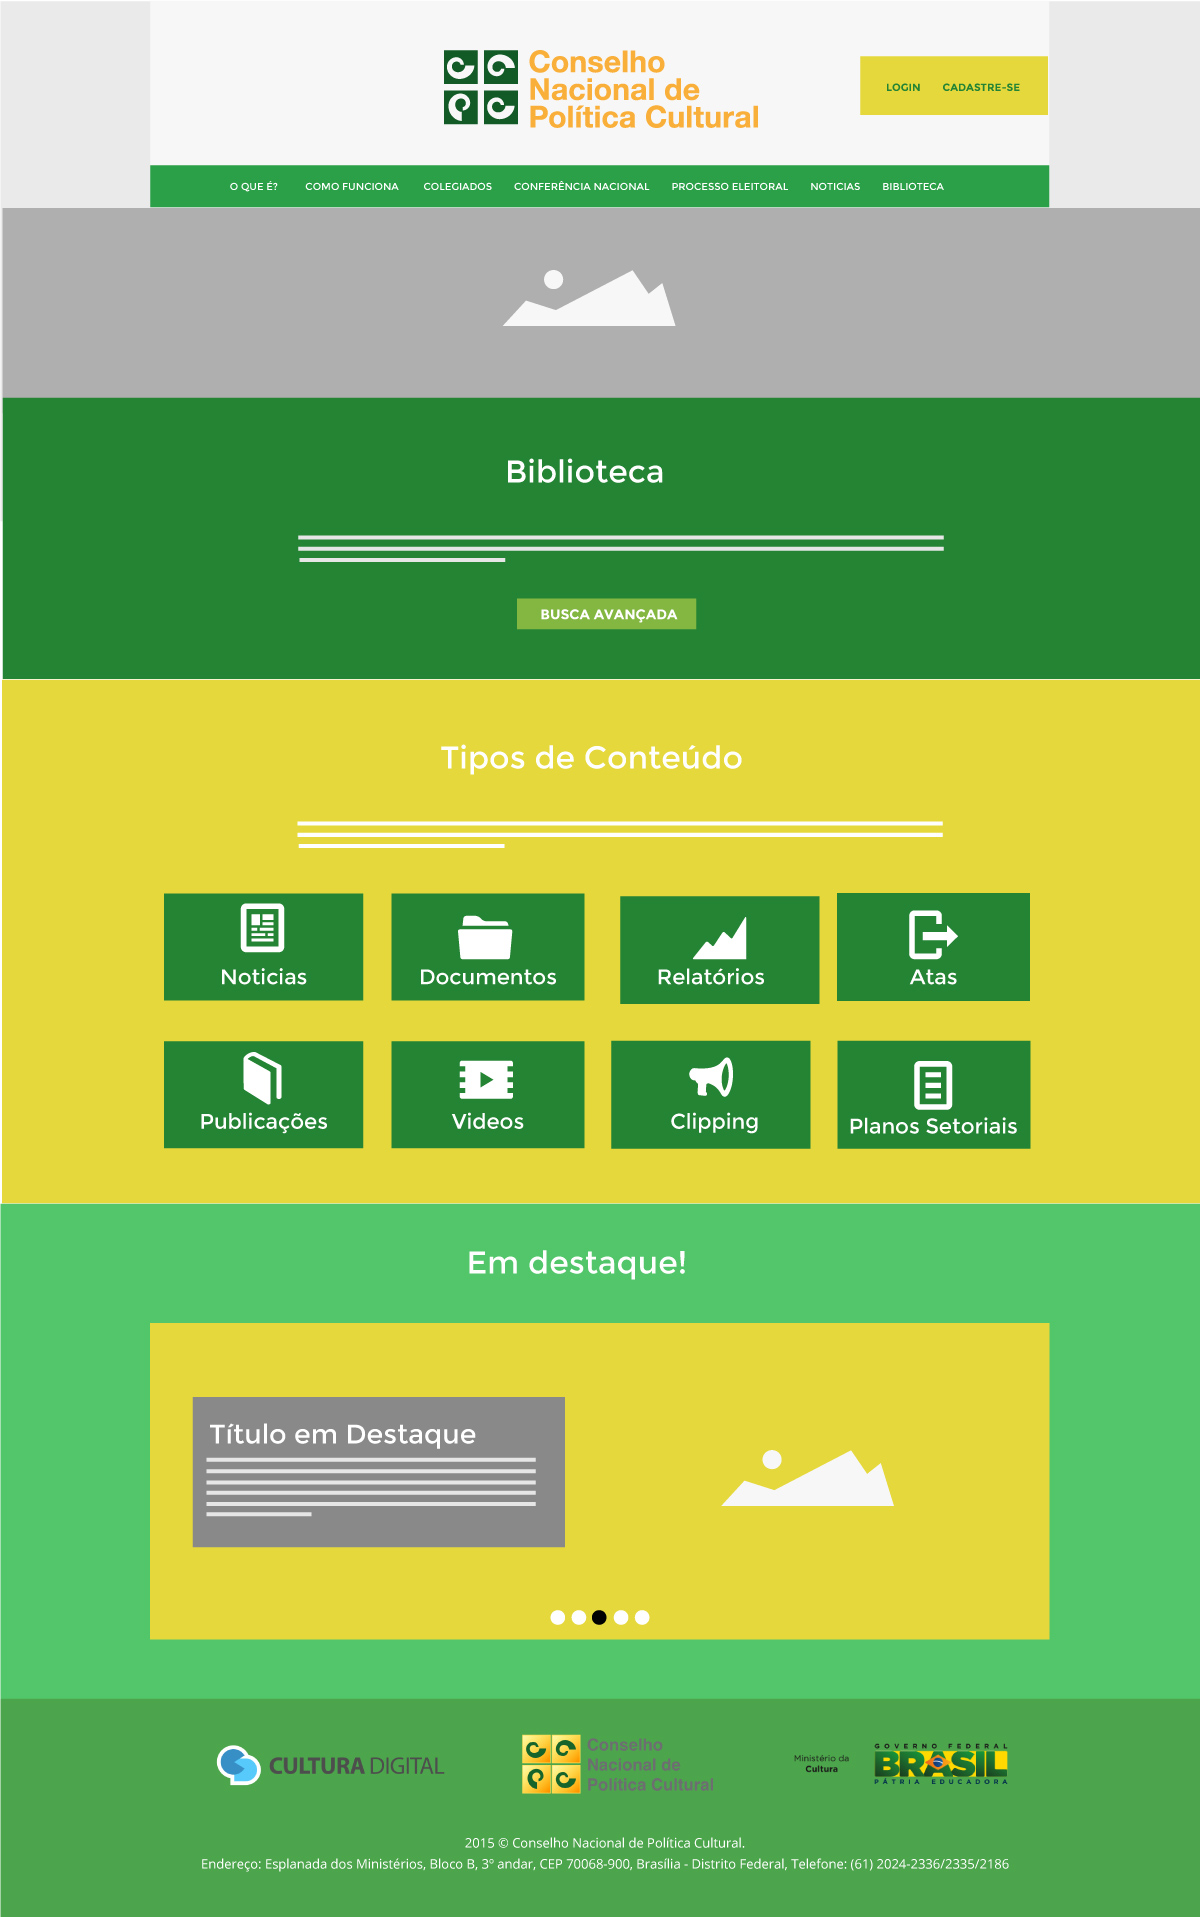 Conselho
Nacional de
Política Cultural
LOGIN CADASTRE-SE
O QUE É? COMO FUNCIONA COLEGIADOS CONFERÊNCIA NACIONAL PROCESSO ELEITORAL NOTICIAS BIBLIOTECA
Biblioteca
BUSCA AVANÇADA
Tipos de Conteúdo
Noticias Documentos Relatórios Atas
Publicações Videos Clipping Planos Setoriais
Em destaque!
Título em Destaque
CULTURA DIGITAL
Conselho
Nacional de
Política Cultural
Ministério da
Cultura
GOVERNO FEDERAL
BRASIL
PÁTRIA EDUCADORA
2015 © Conselho Nacional de Política Cultural.
Endereço: Esplanada dos Ministérios, Bloco B, 3º andar, CEP 70068-900, Brasília - Distrito Federal, Telefone: (61) 2024-2336/2335/2186